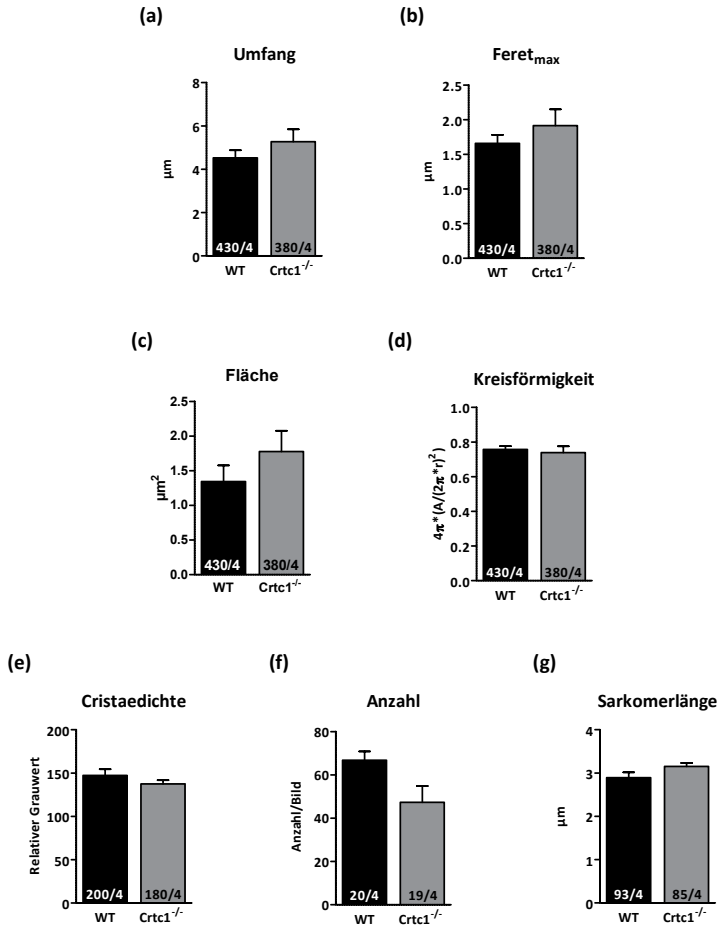 (a)
Umfang
8
6
4
2
0
µm
430/4
380/4
WT
Crtc1⁻/⁻
(b)
Feretmax
2.5
2.0
1.5
1.0
0.5
0.0
µm
430/4
380/4
WT
Crtc1⁻/⁻
(c)
Fläche
2.5
2.0
1.5
1.0
0.5
0.0
µm²
430/4
380/4
WT
Crtc1⁻/⁻
(d)
Kreisförmigkeit
1.0
0.8
0.6
0.4
0.2
0.0
4π*(A/(2π*r)²)
430/4
380/4
WT
Crtc1⁻/⁻
(e)
Cristaedichte
200
150
100
50
0
Relativer Grauwert
200/4
180/4
WT
Crtc1⁻/⁻
(f)
Anzahl
80
60
40
20
0
Anzahl/Bild
20/4
19/4
WT
Crtc1⁻/⁻
(g)
Sarkomerlänge
4
3
2
1
0
µm
93/4
85/4
WT
Crtc1⁻/⁻